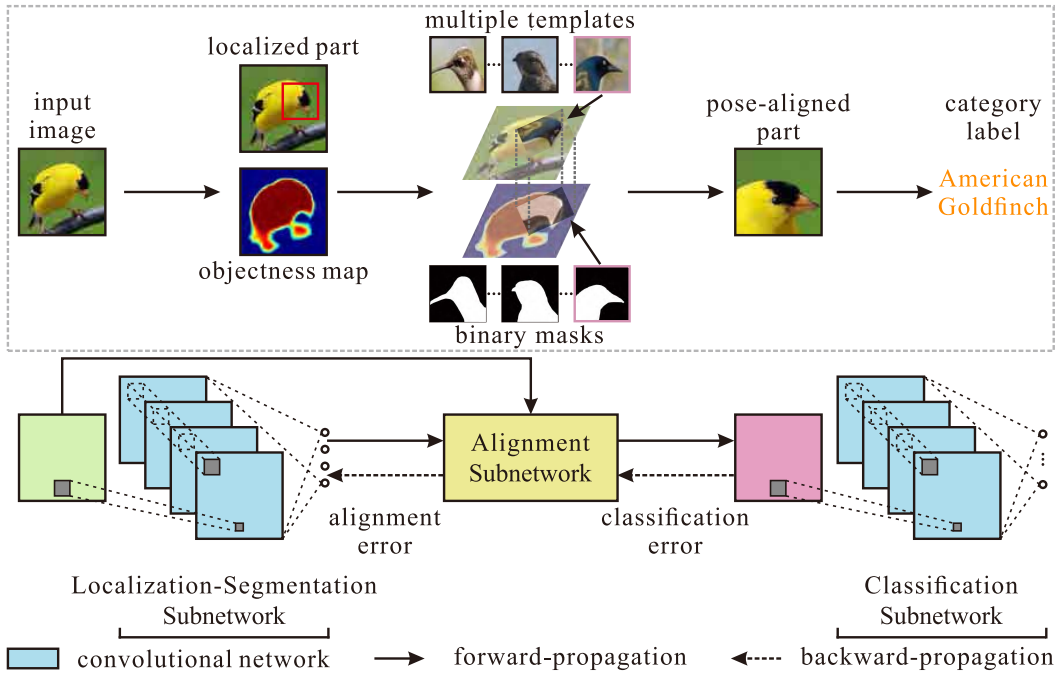 multiple templates
localized part
input
image
pose-aligned
part
category
label
American
Goldfinch
objectness map
binary masks
Alignment
Subnetwork
alignment
error
classification
error
Localization-Segmentation
Subnetwork
Classification
Subnetwork
convolutional network
forward-propagation
backward-propagation